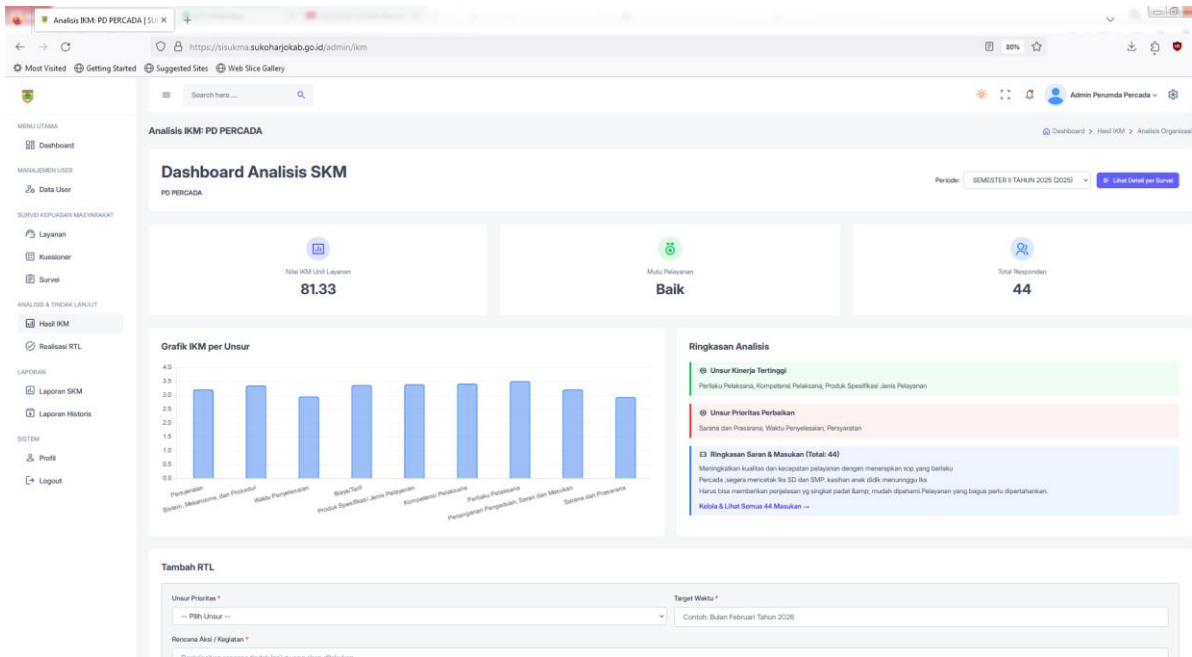 Analisis IKM: PD PERCADA | SU
https://sisukma.sukoharjokab.go.id/admin/ikm
80%
Most Visited Getting Started Suggested Sites Web Slice Gallery
Search here....
Admin Perumda Percada
MENU UTAMA
Dashboard
MANAJEMEN USER
Data User
SURVEI KEPUASAN MASYARAKAT
Layanan
Kuesioner
Survei
ANALISIS & TINDAK LANJUT
Hasil IKM
Realisasi RTL
LAPORAN
Laporan SKM
Laporan Historis
SISTEM
Profil
Logout
Analisis IKM: PD PERCADA
Dashboard > Hasil IKM > Analisis Organisasi
Dashboard Analisis SKM
PD PERCADA
Periode: SEMESTER II TAHUN 2025 (2025)
Lihat Detail per Survei
Nilai IKM Unit Layanan
81.33
Mutu Pelayanan
Baik
Total Responden
44
Grafik IKM per Unsur
4.0
3.5
3.0
2.5
2.0
1.5
1.0
0.5
0.0
Persyaratan
Sistem, Mekanisme, dan Prosedur
Waktu Penyelesaian
Biaya/Tarif
Produk Spesifikasi Jenis Pelayanan
Kompetensi Pelaksana
Perilaku Pelaksana
Penanganan Pengaduan, Saran dan Masukan
Sarana dan Prasarana
Ringkasan Analisis
Unsur Kinerja Tertinggi
Perilaku Pelaksana, Kompetensi Pelaksana, Produk Spesifikasi Jenis Pelayanan
Unsur Prioritas Perbaikan
Sarana dan Prasarana, Waktu Penyelesaian, Persyaratan
Ringkasan Saran & Masukan (Total: 44)
Meningkatkan kualitas dan kecepatan pelayanan dengan menerapkan sop yang berlaku
Percada ,segera mencetak lks SD dan SMP. kasihan anak didik menunnggu lks
Harus bisa memberikan penjelasan yg singkat padat &amp; mudah dipahami.Pelayanan yang bagus perlu dipertahankan.
Kelola & Lihat Semua 44 Masukan →
Tambah RTL
Unsur Prioritas *
-- Pilih Unsur --
Target Waktu *
Contoh: Bulan Februari Tahun 2026
Rencana Aksi / Kegiatan *